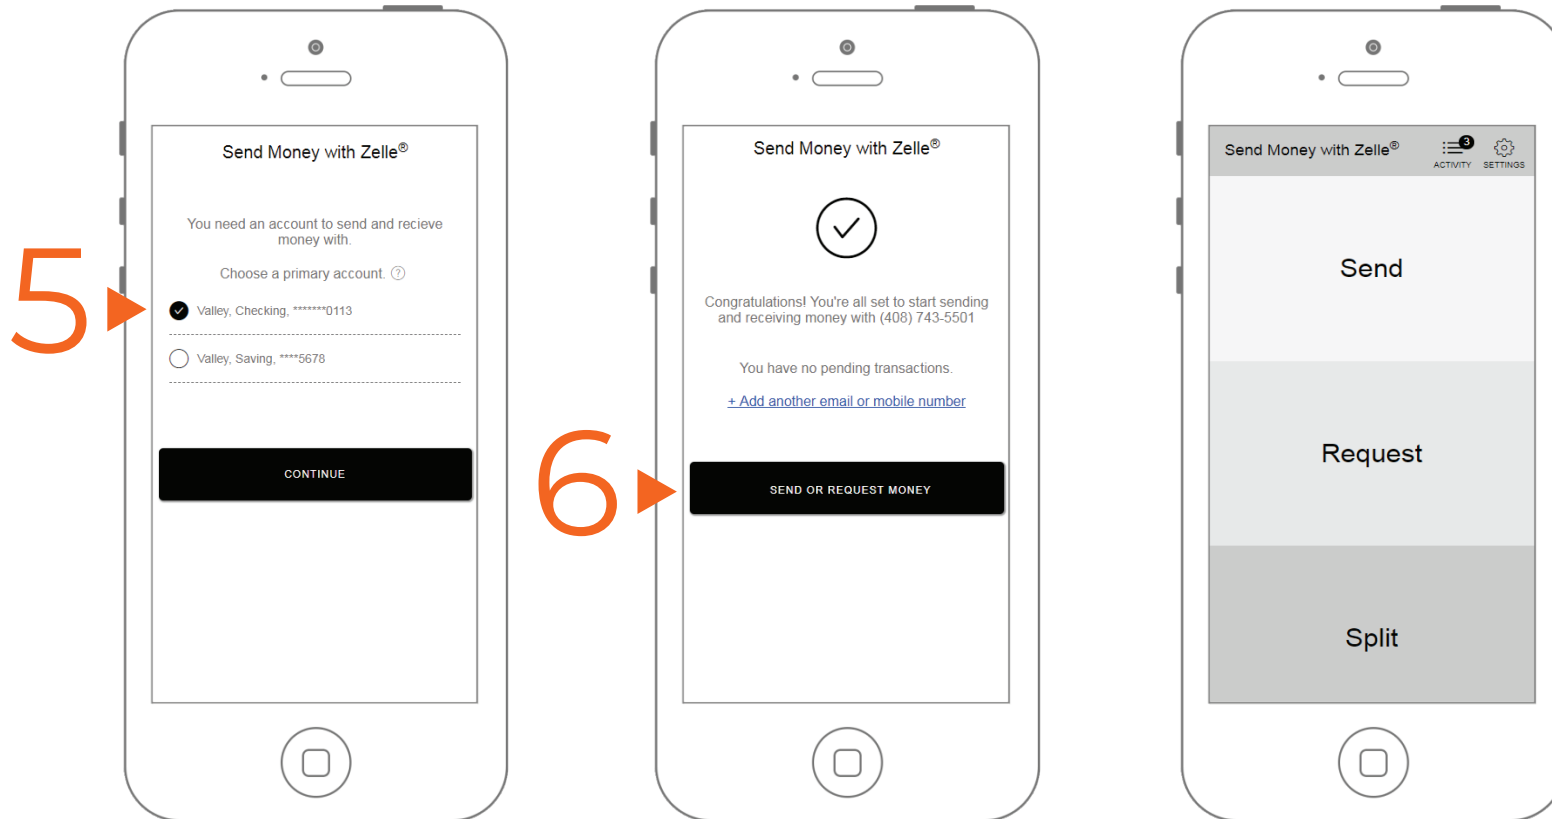 5
Send Money with Zelle®
You need an account to send and recieve
money with.
Choose a primary account. ?
Valley, Checking, *******0113
Valley, Saving, ****5678
CONTINUE
6
Send Money with Zelle®
Congratulations! You're all set to start sending
and receiving money with (408) 743-5501
You have no pending transactions.
+ Add another email or mobile number
SEND OR REQUEST MONEY
Send Money with Zelle®
3
ACTIVITY
SETTINGS
Send
Request
Split